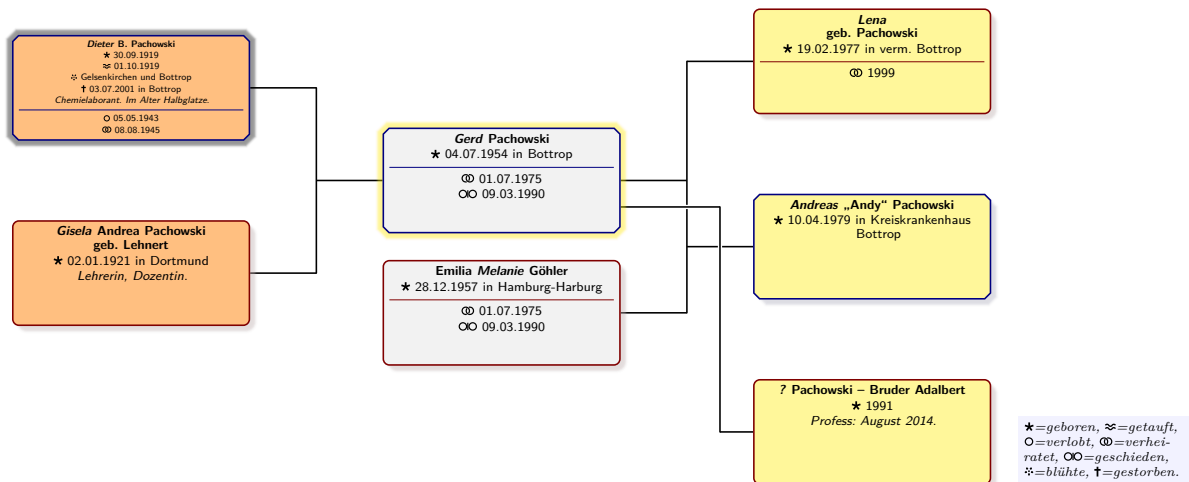 Dieter B. Pachowski
★ 30.09.1919
≈ 01.10.1919
⁘ Gelsenkirchen und Bottrop
† 03.07.2001 in Bottrop
Chemielaborant. Im Alter Halbglatze.
⚪ 05.05.1943
⚭ 08.08.1945
Gisela Andrea Pachowski
geb. Lehnert
★ 02.01.1921 in Dortmund
Lehrerin, Dozentin.
Gerd Pachowski
★ 04.07.1954 in Bottrop
⚭ 01.07.1975
⚮ 09.03.1990
Emilia Melanie Göhler
★ 28.12.1957 in Hamburg-Harburg
⚭ 01.07.1975
⚮ 09.03.1990
Lena
geb. Pachowski
★ 19.02.1977 in verm. Bottrop
⚭ 1999
Andreas „Andy“ Pachowski
★ 10.04.1979 in Kreiskrankenhaus
Bottrop
? Pachowski – Bruder Adalbert
★ 1991
Profess: August 2014.
★=geboren, ≈=getauft,
⚪=verlobt, ⚭=verhei-
ratet, ⚮=geschieden,
⁘=blühte, †=gestorben.